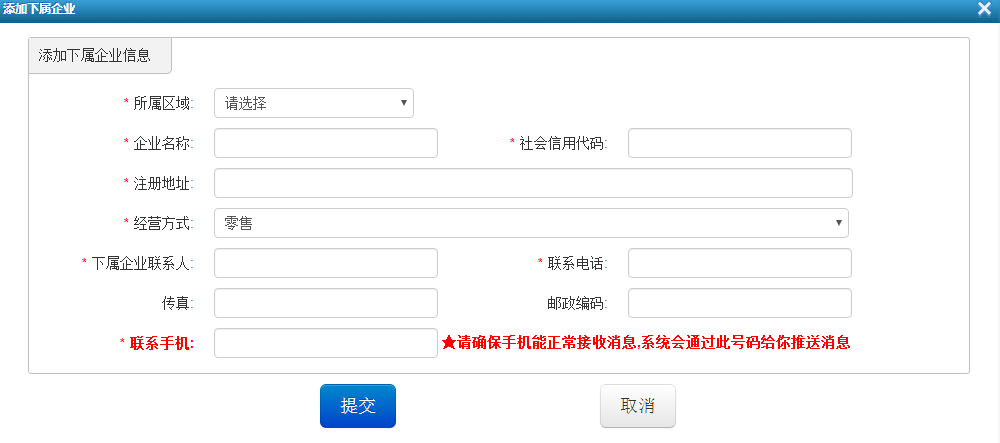 添加下属企业
添加下属企业信息
* 所属区域: 请选择
* 企业名称: * 社会信用代码:
* 注册地址:
* 经营方式: 零售
* 下属企业联系人: * 联系电话:
传真: 邮政编码:
* 联系手机: ★请确保手机能正常接收消息,系统会通过此号码给你推送消息
提交 取消